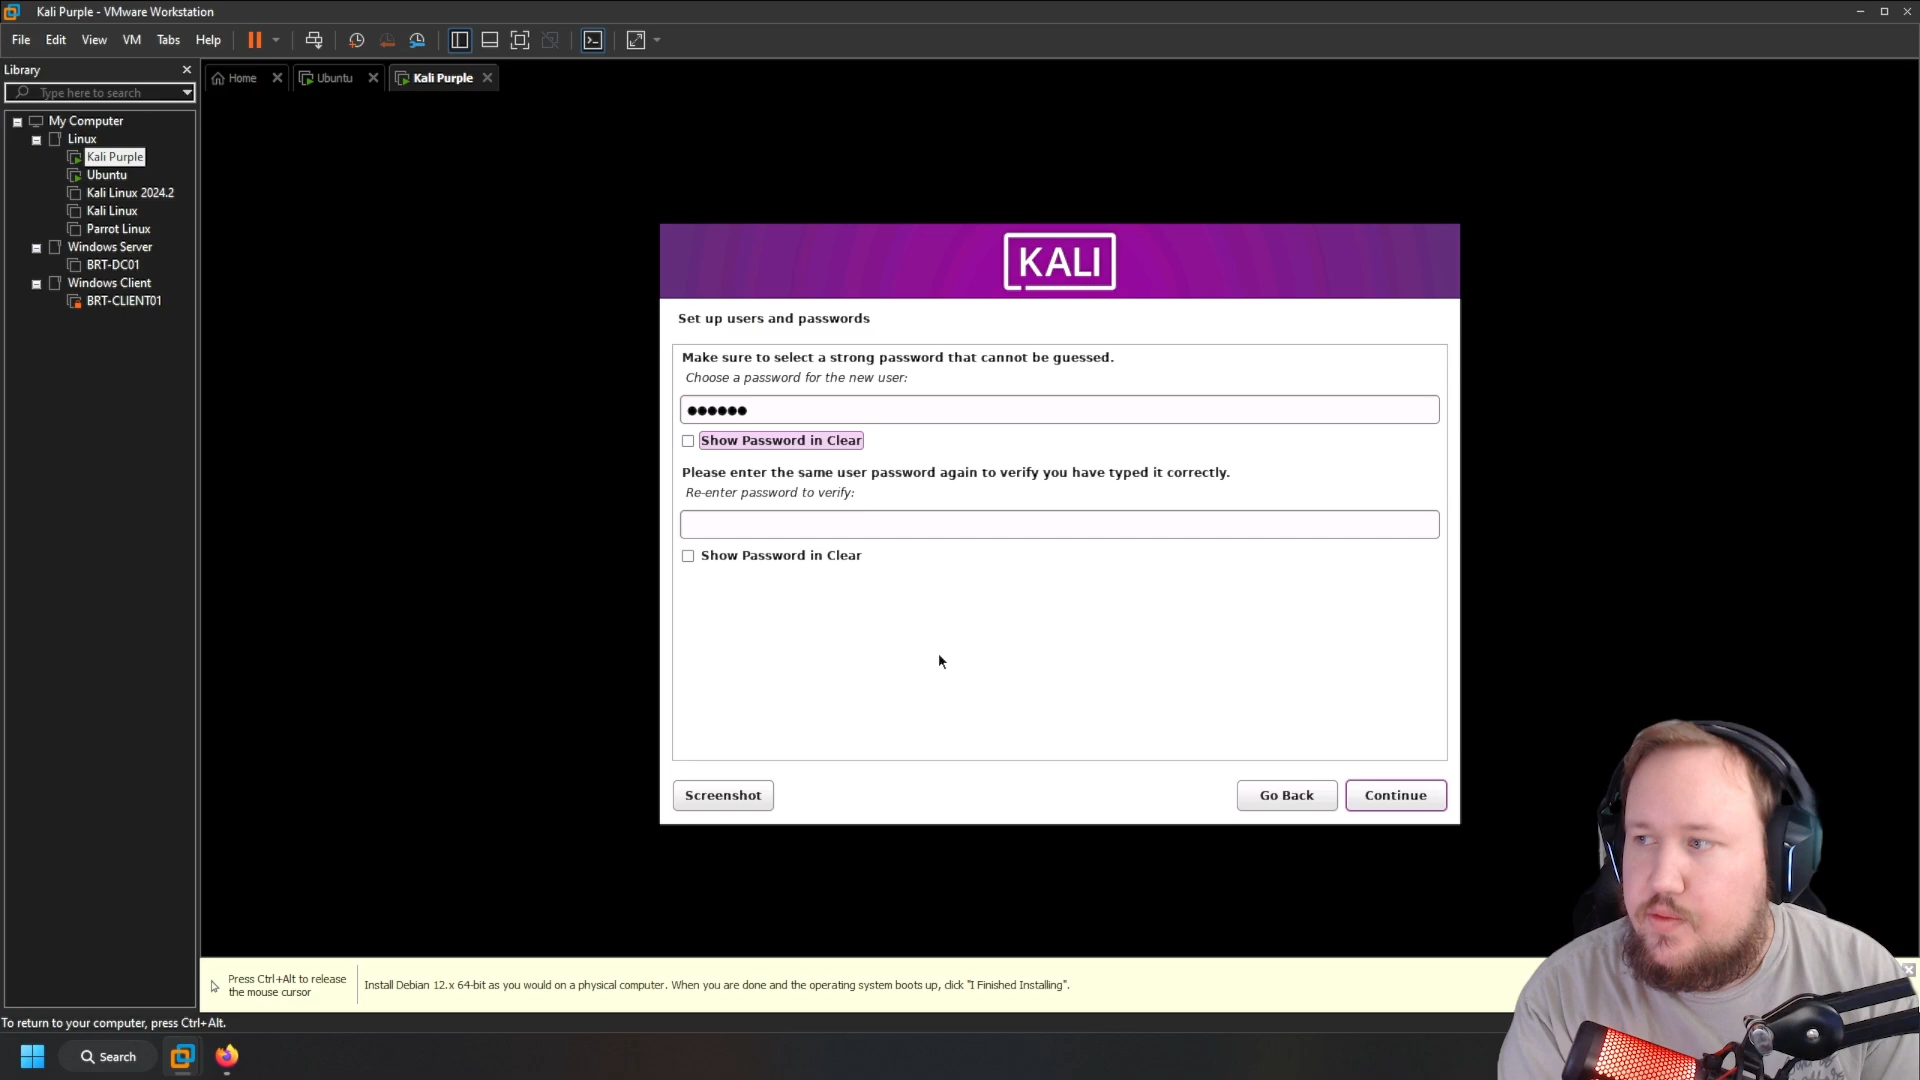 Kali Purple - VMware Workstation
File Edit View VM Tabs Help
Library
Type here to search
Home
Ubuntu
Kali Purple
My Computer
Linux
Kali Purple
Ubuntu
Kali Linux 2024.2
Kali Linux
Parrot Linux
Windows Server
BRT-DC01
Windows Client
BRT-CLIENT01
KALI
Set up users and passwords
Make sure to select a strong password that cannot be guessed.
Choose a password for the new user:
●●●●●●
Show Password in Clear
Please enter the same user password again to verify you have typed it correctly.
Re-enter password to verify:
Show Password in Clear
Screenshot
Go Back
Continue
Press Ctrl+Alt to release
the mouse cursor
Install Debian 12.x 64-bit as you would on a physical computer. When you are done and the operating system boots up, click "I Finished Installing".
To return to your computer, press Ctrl+Alt.
Search